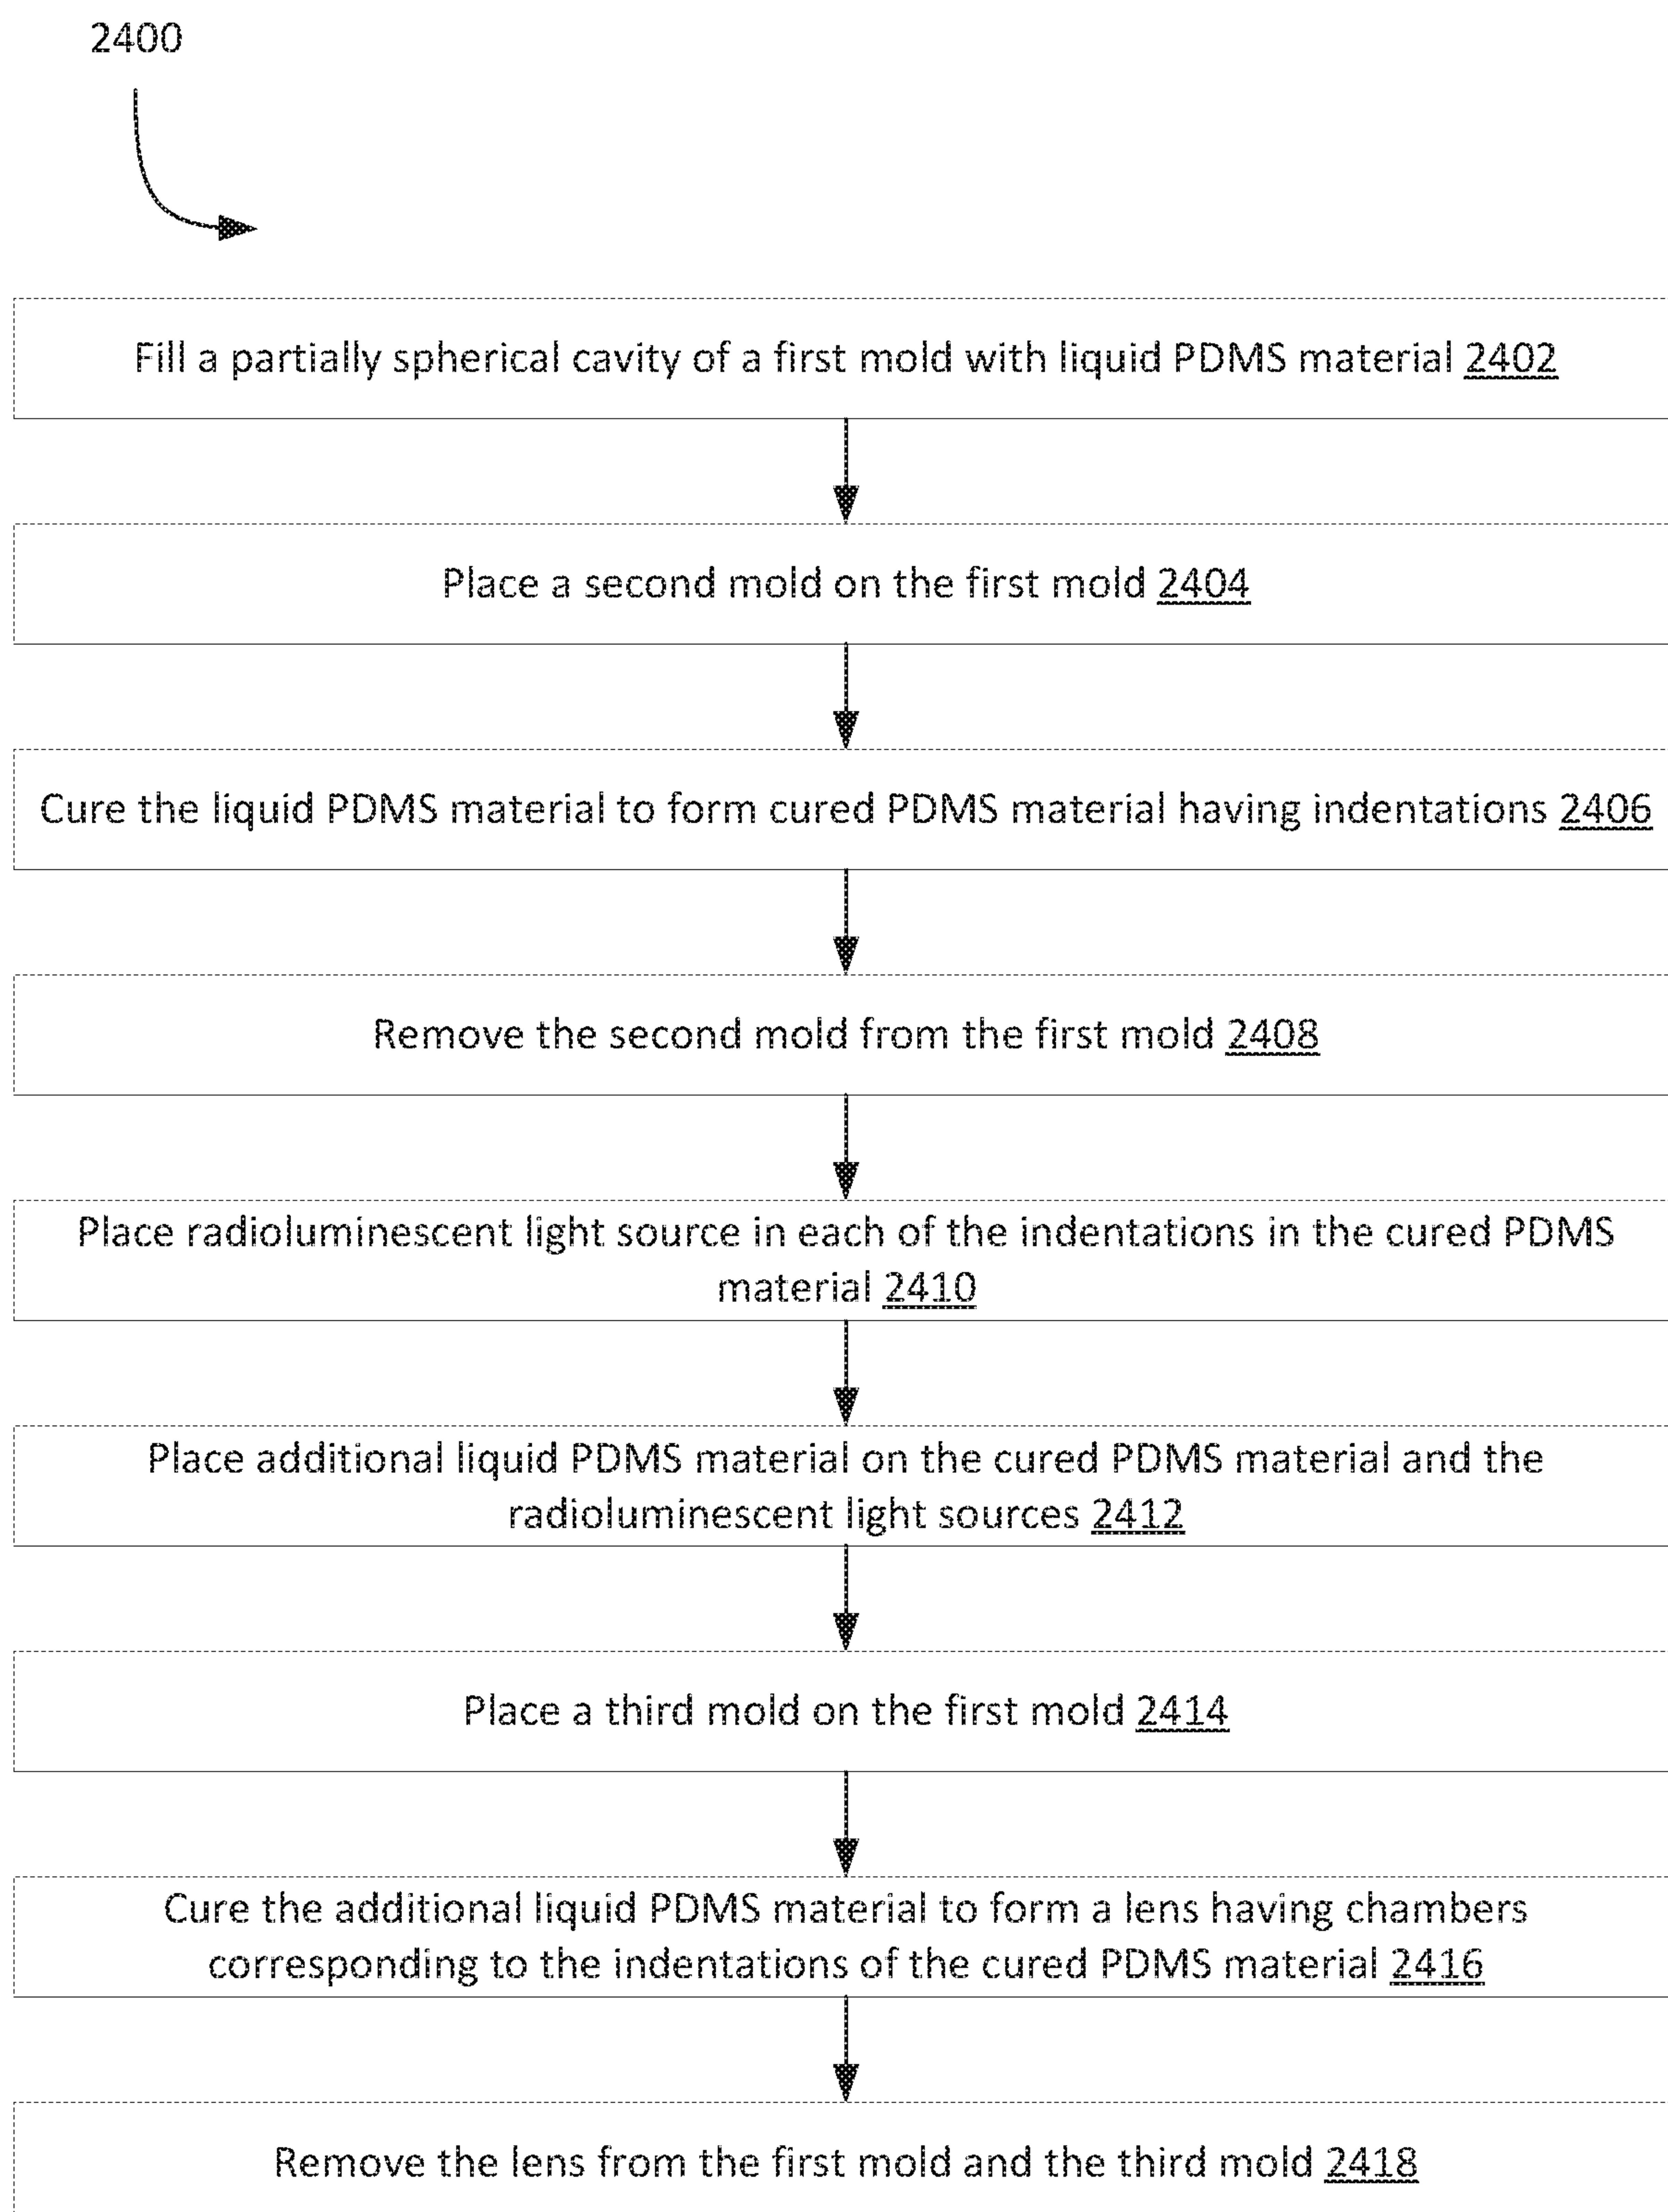 2400
Fill a partially spherical cavity of a first mold with liquid PDMS material 2402
Place a second mold on the first mold 2404
Cure the liquid PDMS material to form cured PDMS material having indentations 2406
Remove the second mold from the first mold 2408
Place radioluminescent light source in each of the indentations in the cured PDMS
material 2410
Place additional liquid PDMS material on the cured PDMS material and the
radioluminescent light sources 2412
Place a third mold on the first mold 2414
Cure the additional liquid PDMS material to form a lens having chambers
corresponding to the indentations of the cured PDMS material 2416
Remove the lens from the first mold and the third mold 2418